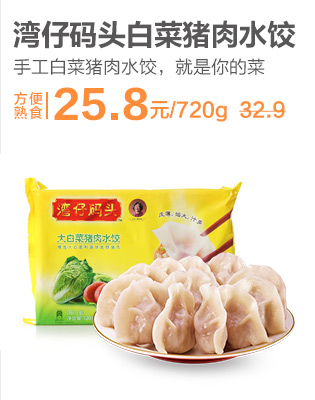 湾仔码头白菜猪肉水饺
手工白菜猪肉水饺，就是你的菜
方便熟食 25.8元/720g 32.9
湾仔码头
皮薄、馅大、汁多
大白菜猪肉水饺